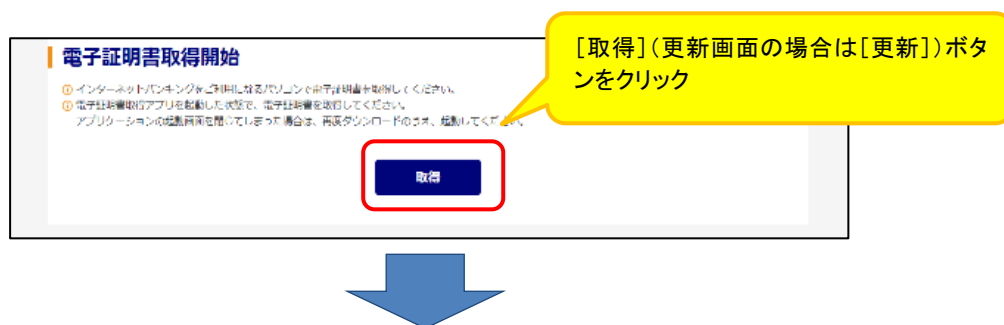 電子証明書取得開始
[取得](更新画面の場合は[更新])ボタ
ンをクリック
インターネットバンキングをご利用になるパソコンで電子証明書を取得してください。
電子証明書取得アプリを起動した状態で、電子証明書を取得してください。
アプリケーションの起動画面を閉じてしまった場合は、再度ダウンロードのうえ、起動してください。
取得